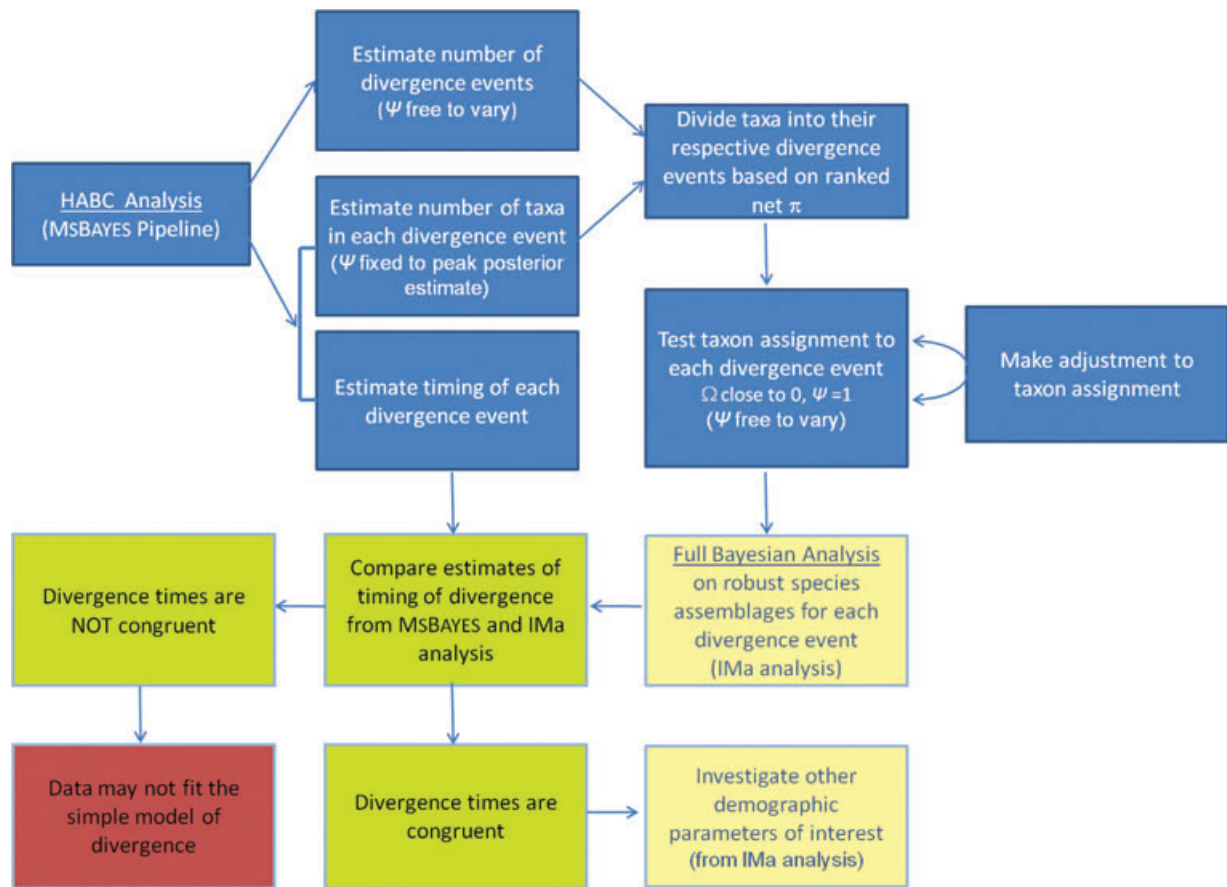 Estimate number of
divergence events
(Ψ free to vary)
Divide taxa into their
respective divergence
events based on ranked
net π
HABC Analysis
(MSBAYES Pipeline)
Estimate number of taxa
in each divergence event
(Ψ fixed to peak posterior
estimate)
Test taxon assignment to
each divergence event
Ω close to 0, Ψ =1
(Ψ free to vary)
Make adjustment to
taxon assignment
Estimate timing of each
divergence event
Divergence times are
NOT congruent
Compare estimates of
timing of divergence
from MSBAYES and IMa
analysis
Full Bayesian Analysis
on robust species
assemblages for each
divergence event
(IMa analysis)
Data may not fit the
simple model of
divergence
Divergence times are
congruent
Investigate other
demographic
parameters of interest
(from IMa analysis)